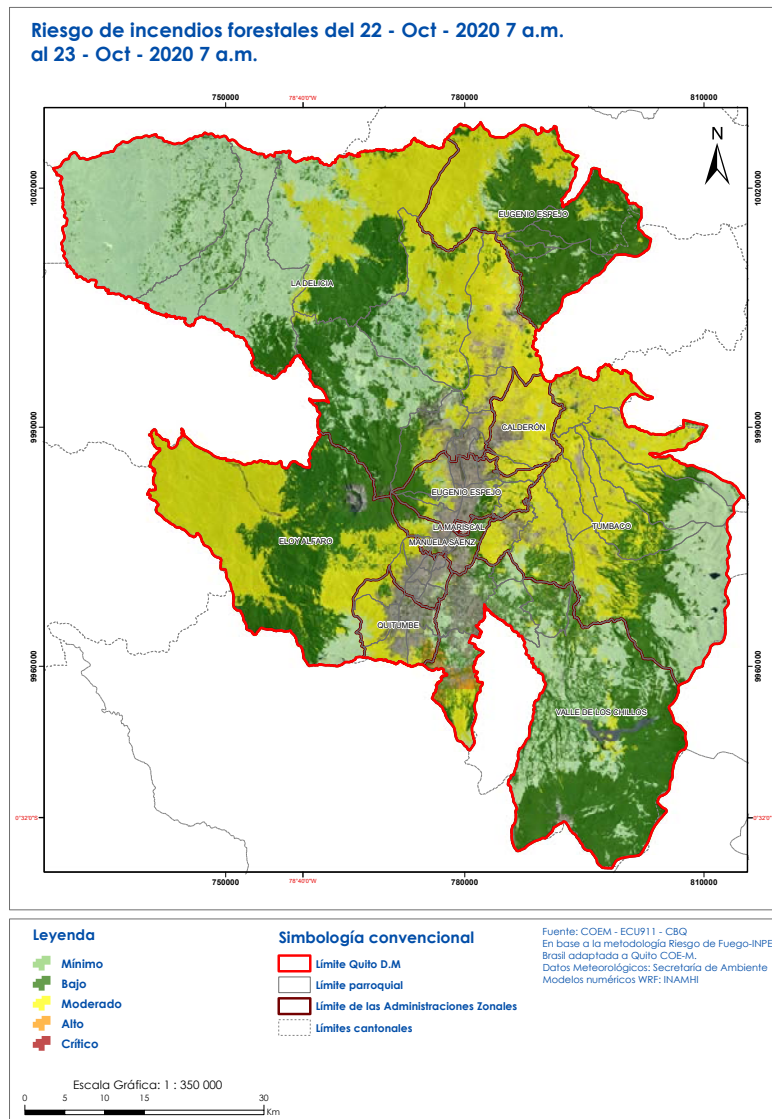 Riesgo de incendios forestales del 22 - Oct - 2020 7 a.m.
al 23 - Oct - 2020 7 a.m.
750000
78°40'0"W
780000
810000
N
10020000
10020000
EUGENIO ESPEJO
LA DELICIA
9990000
9990000
CALDERÓN
EUGENIO ESPEJO
LA MARISCAL
TUMBACO
ELOY ALFARO
MANUELA SÁENZ
QUITUMBE
9960000
9960000
VALLE DE LOS CHILLOS
0°32'0"S
0°32'0"S
750000
78°40'0"W
780000
810000
Leyenda
Mínimo
Bajo
Moderado
Alto
Crítico
Simbología convencional
Límite Quito D.M
Límite parroquial
Límite de las Administraciones Zonales
Límites cantonales
Fuente: COEM - ECU911 - CBQ
En base a la metodología Riesgo de Fuego-INPE
Brasil adaptada a Quito COE-M.
Datos Meteorológicos: Secretaría de Ambiente
Modelos numéricos WRF: INAMHI
Escala Gráfica: 1 : 350 000
0 5 10 15 30
Km